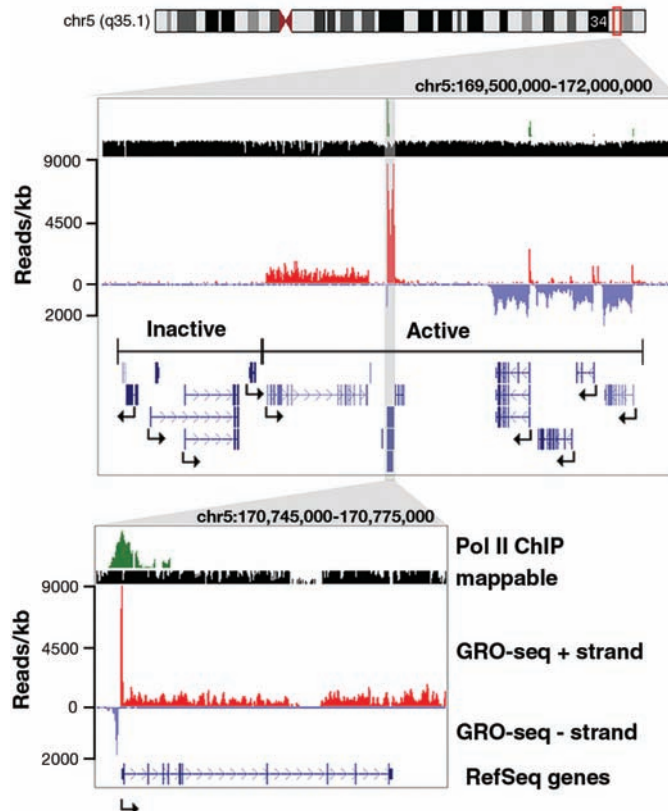 chr5 (q35.1)
34
chr5:169,500,000-172,000,000
9000
4500
0
2000
Reads/kb
Inactive
Active
chr5:170,745,000-170,775,000
Pol II ChIP
mappable
9000
4500
0
2000
Reads/kb
GRO-seq + strand
GRO-seq - strand
RefSeq genes